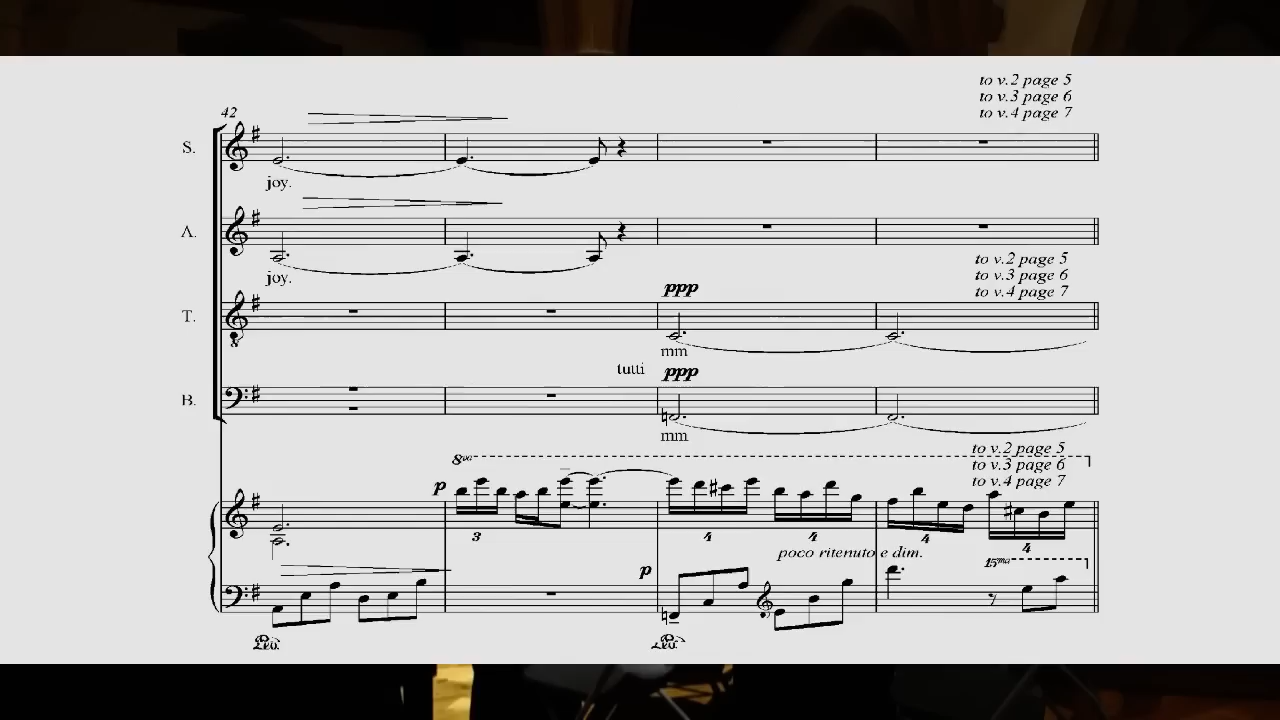 to v.2 page 5
to v.3 page 6
to v.4 page 7
42
S.
joy.
A.
joy.
to v.2 page 5
to v.3 page 6
to v.4 page 7
ppp
T.
mm
tutti
ppp
B.
mm
to v.2 page 5
to v.3 page 6
to v.4 page 7
8va
p
3
4
4
4
4
poco ritenuto e dim.
p
15ma
Ped.
Ped.